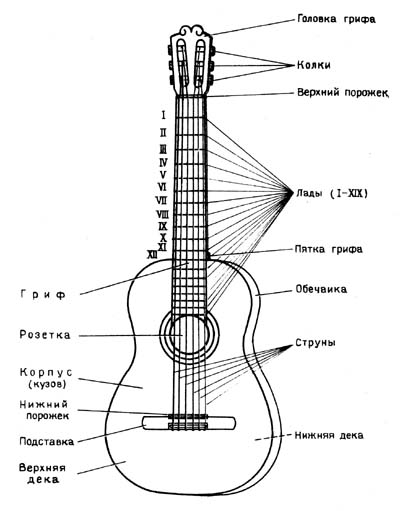 Головка грифа
Колки
Верхний порожек
I
II
III
IV
V
VI
VII
VIII
IX
X
XI
XII
Лады (I-XIX)
Пятка грифа
Гриф
Обечайка
Розетка
Струны
Корпус
(кузов)
Нижний
порожек
Подставка
Нижняя дека
Верхняя
дека